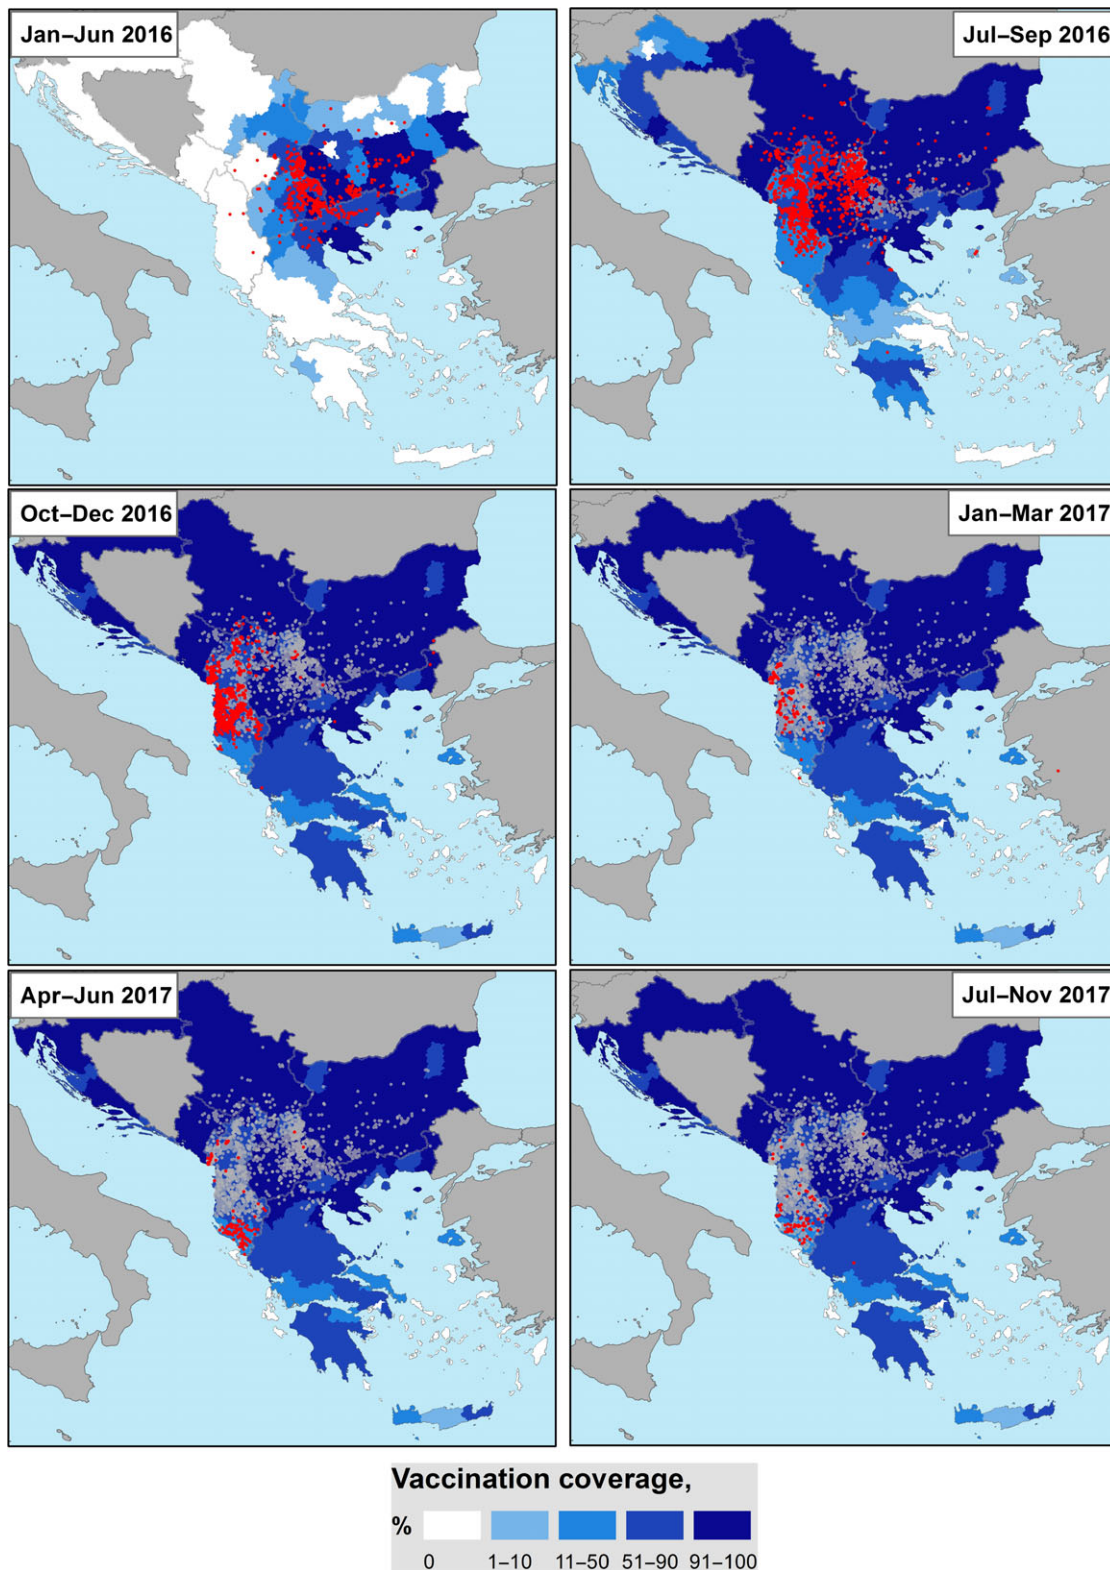 Jan–Jun 2016
Jul–Sep 2016
Oct–Dec 2016
Jan–Mar 2017
Apr–Jun 2017
Jul–Nov 2017
Vaccination coverage,
%
0 1–10 11–50 51–90 91–100